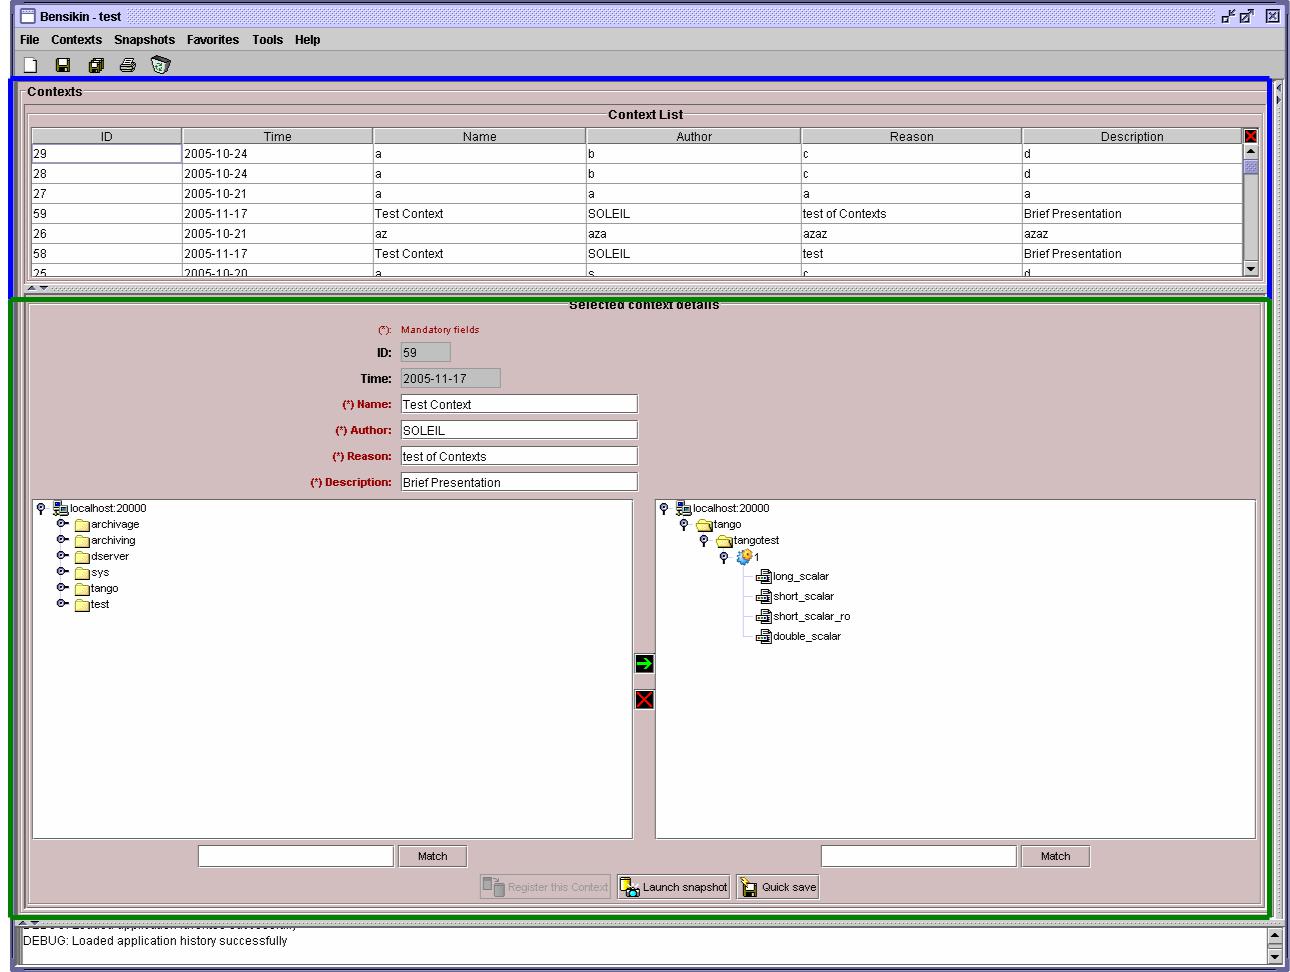 Bensikin - test
File Contexts Snapshots Favorites Tools Help
Contexts
Context List
ID Time Name Author Reason Description
29 2005-10-24 a b c d
28 2005-10-24 a b c d
27 2005-10-21 a a a a
59 2005-11-17 Test Context SOLEIL test of Contexts Brief Presentation
26 2005-10-21 az aza azaz azaz
58 2005-11-17 Test Context SOLEIL test Brief Presentation
25 2005-10-20 a s c d
Selected context details
(*): Mandatory fields
ID: 59
Time: 2005-11-17
(*) Name: Test Context
(*) Author: SOLEIL
(*) Reason: test of Contexts
(*) Description: Brief Presentation
localhost:20000
archivage
archiving
dserver
sys
tango
test
localhost:20000
tango
tangotest
1
long_scalar
short_scalar
short_scalar_ro
double_scalar
Match Match
Register this Context Launch snapshot Quick save
DEBUG: Loaded application favorites successfully
DEBUG: Loaded application history successfully